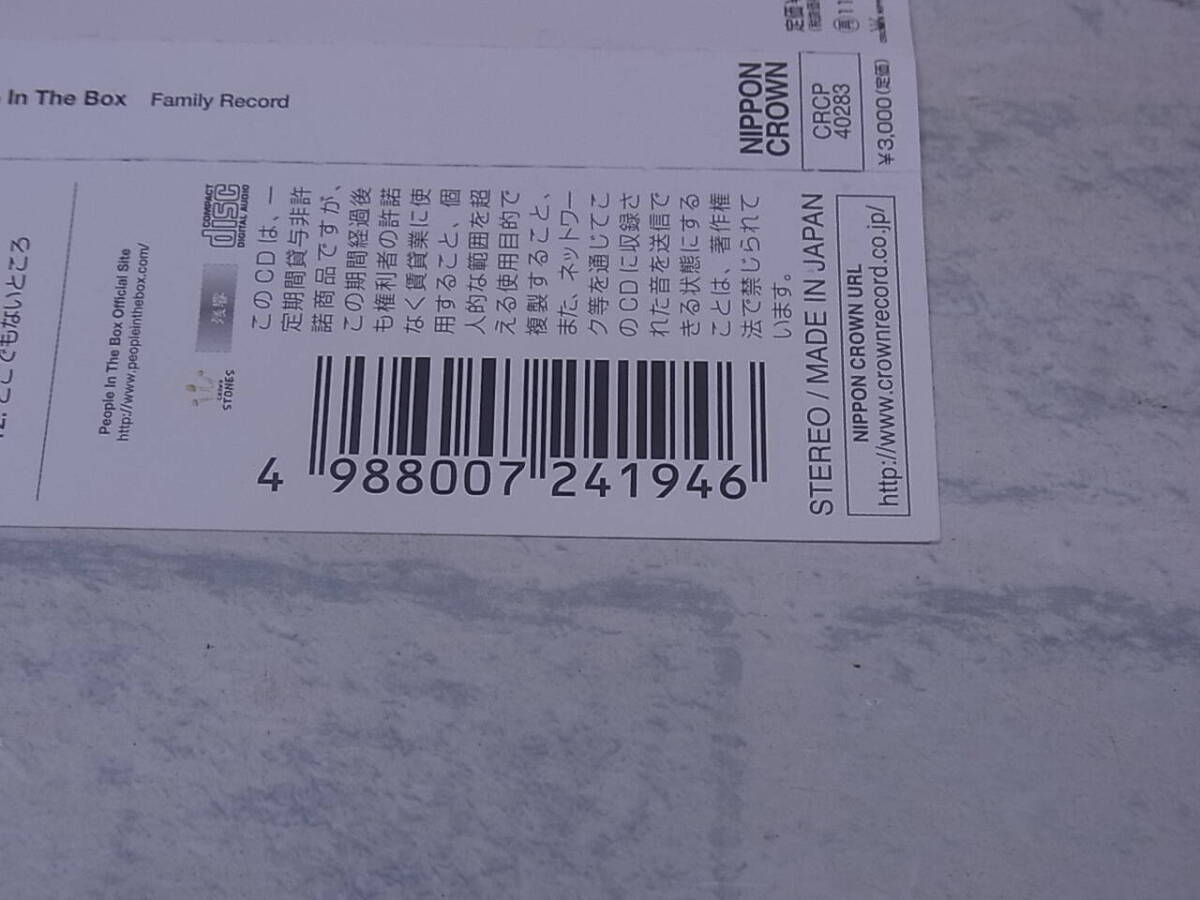 In The Box Family Record
NIPPON
CROWN
CRCP
40283
¥3,000(定価)
どこでもないところ
People In The Box Official Site
http://www.peopleinthebox.com/
COMPACT
disc
DIGITAL AUDIO
CROWN
STONES
このCDは、一
定期間貸与非許
諾商品ですが、
この期間経過後
も権利者の許諾
なく賃貸業に使
用すること、個
人的な範囲を超
える使用目的で
複製すること、
また、ネットワー
ク等を通じてこ
のCDに収録さ
れた音を送信で
きる状態にする
ことは、著作権
法で禁じられて
います。
4 988007 241946
STEREO / MADE IN JAPAN
NIPPON CROWN URL
http://www.crownrecord.co.jp/